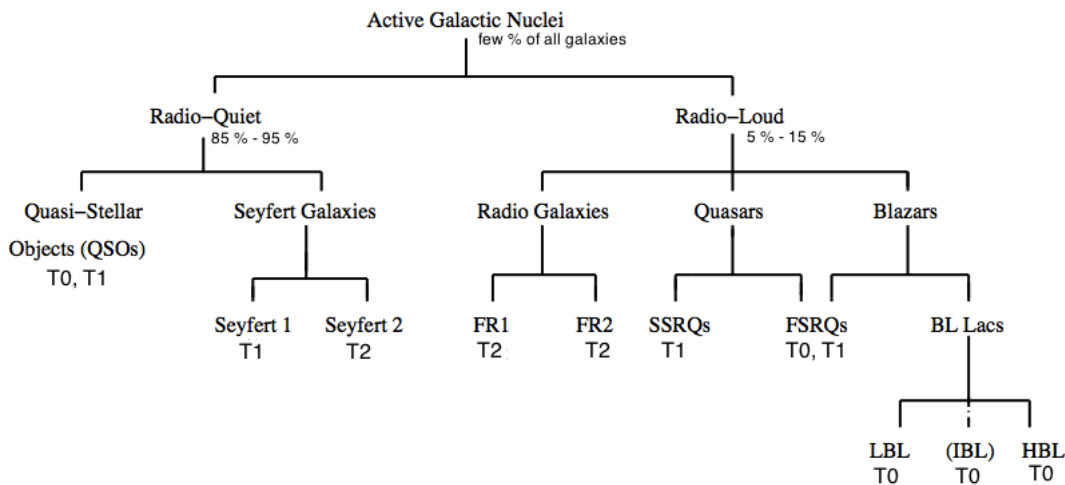 Active Galactic Nuclei
few % of all galaxies
Radio–Quiet
85 % - 95 %
Radio–Loud
5 % - 15 %
Quasi–Stellar
Objects (QSOs)
T0, T1
Seyfert Galaxies
Radio Galaxies
Quasars
Blazars
Seyfert 1
T1
Seyfert 2
T2
FR1
T2
FR2
T2
SSRQs
T1
FSRQs
T0, T1
BL Lacs
LBL
T0
(IBL)
T0
HBL
T0